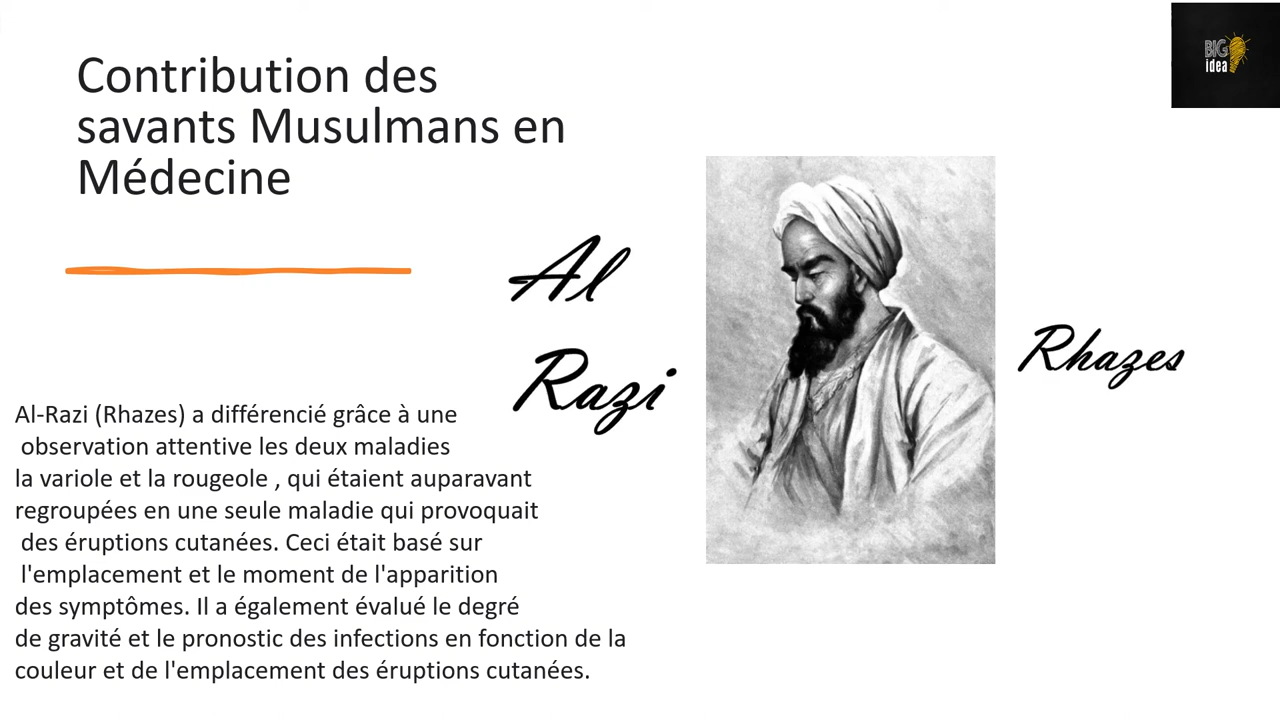 Contribution des
savants Musulmans en
Médecine
BIG
idea
Al
Razi
Rhazes
Al-Razi (Rhazes) a différencié grâce à une
observation attentive les deux maladies
la variole et la rougeole , qui étaient auparavant
regroupées en une seule maladie qui provoquait
des éruptions cutanées. Ceci était basé sur
l'emplacement et le moment de l'apparition
des symptômes. Il a également évalué le degré
de gravité et le pronostic des infections en fonction de la
couleur et de l'emplacement des éruptions cutanées.